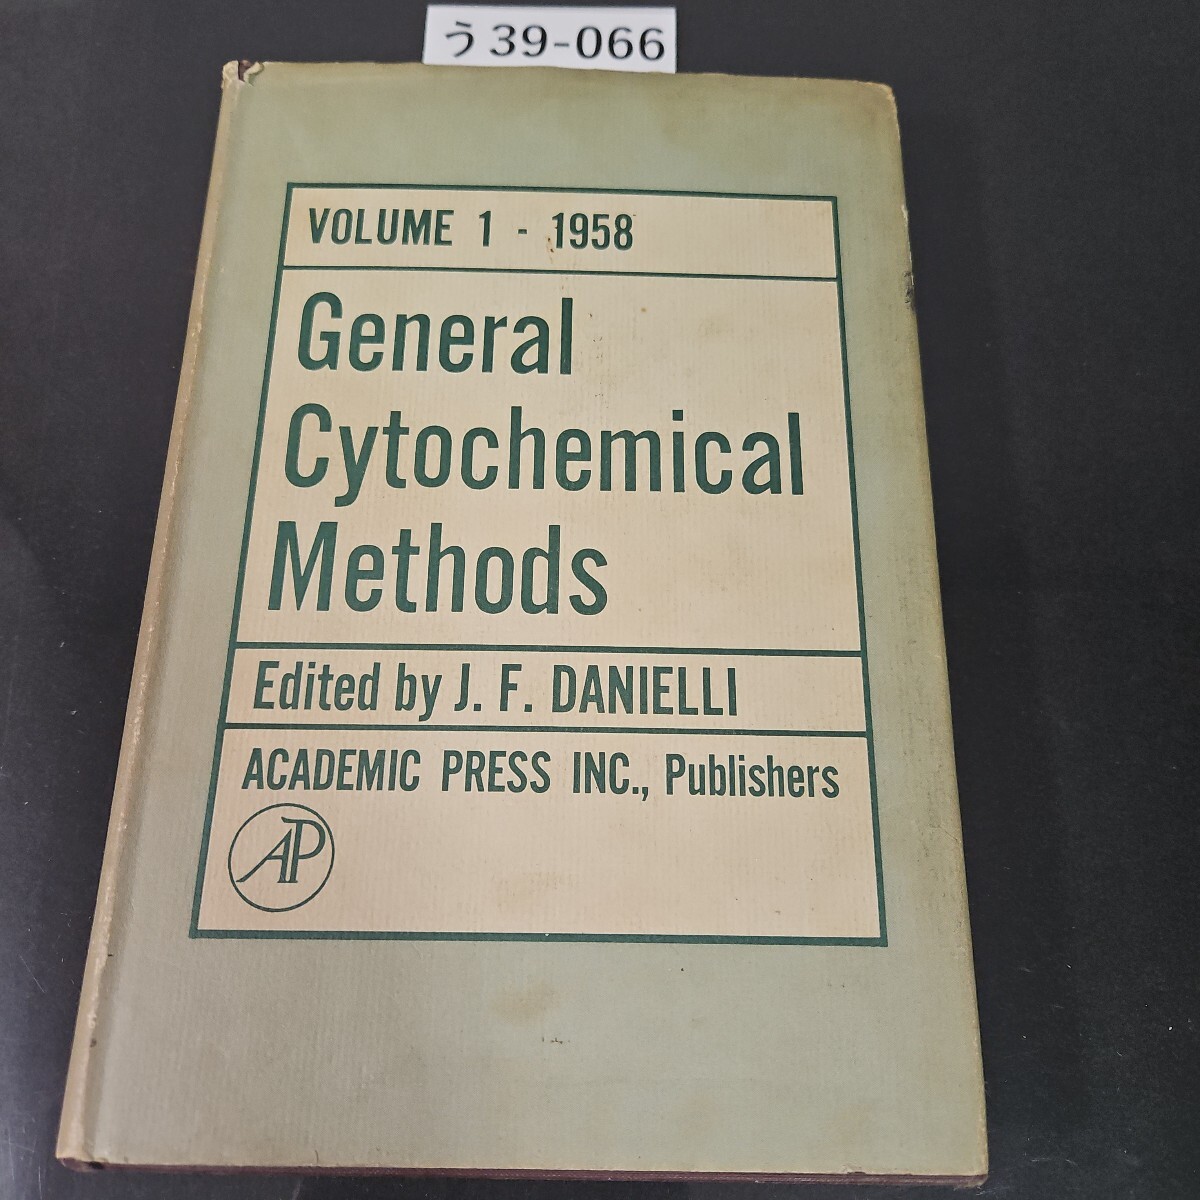 う39-066
VOLUME 1 - 1958
General
Cytochemical
Methods
Edited by J. F. DANIELLI
ACADEMIC PRESS INC., Publishers
AP